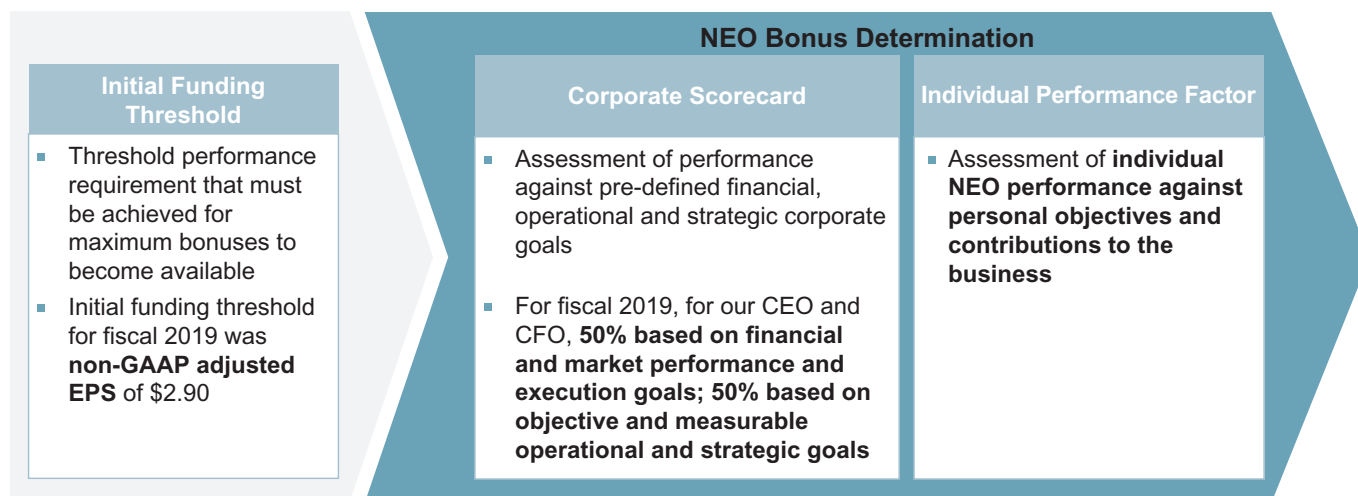 NEO Bonus Determination
Initial Funding
Threshold
▪ Threshold performance
requirement that must
be achieved for
maximum bonuses to
become available
▪ Initial funding threshold
for fiscal 2019 was
non-GAAP adjusted
EPS of $2.90
Corporate Scorecard
▪ Assessment of performance
against pre-defined financial,
operational and strategic corporate
goals
▪ For fiscal 2019, for our CEO and
CFO, 50% based on financial
and market performance and
execution goals; 50% based on
objective and measurable
operational and strategic goals
Individual Performance Factor
▪ Assessment of individual
NEO performance against
personal objectives and
contributions to the
business